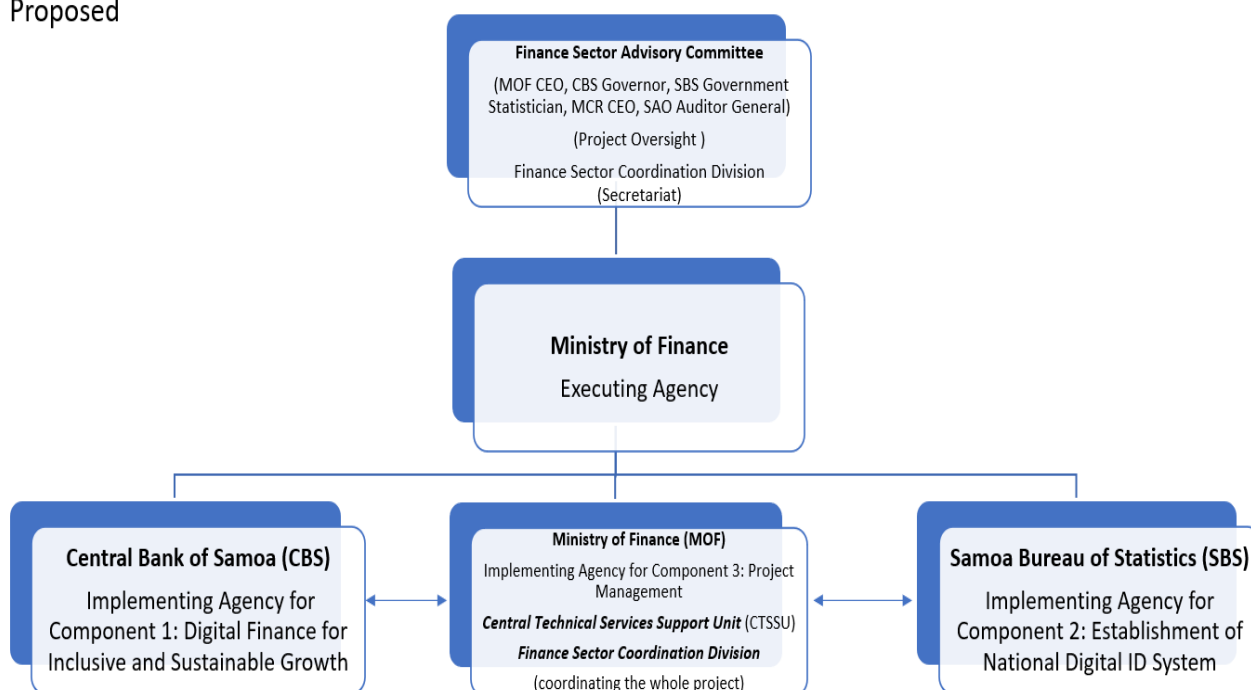 Proposed
Finance Sector Advisory Committee
(MOF CEO, CBS Governor, SBS Government
Statistician, MCR CEO, SAO Auditor General)
(Project Oversight )
Finance Sector Coordination Division
(Secretariat)
Ministry of Finance
Executing Agency
Central Bank of Samoa (CBS)
Implementing Agency for
Component 1: Digital Finance for
Inclusive and Sustainable Growth
Ministry of Finance (MOF)
Implementing Agency for Component 3: Project
Management
Central Technical Services Support Unit (CTSSU)
Finance Sector Coordination Division
(coordinating the whole project)
Samoa Bureau of Statistics (SBS)
Implementing Agency for
Component 2: Establishment of
National Digital ID System